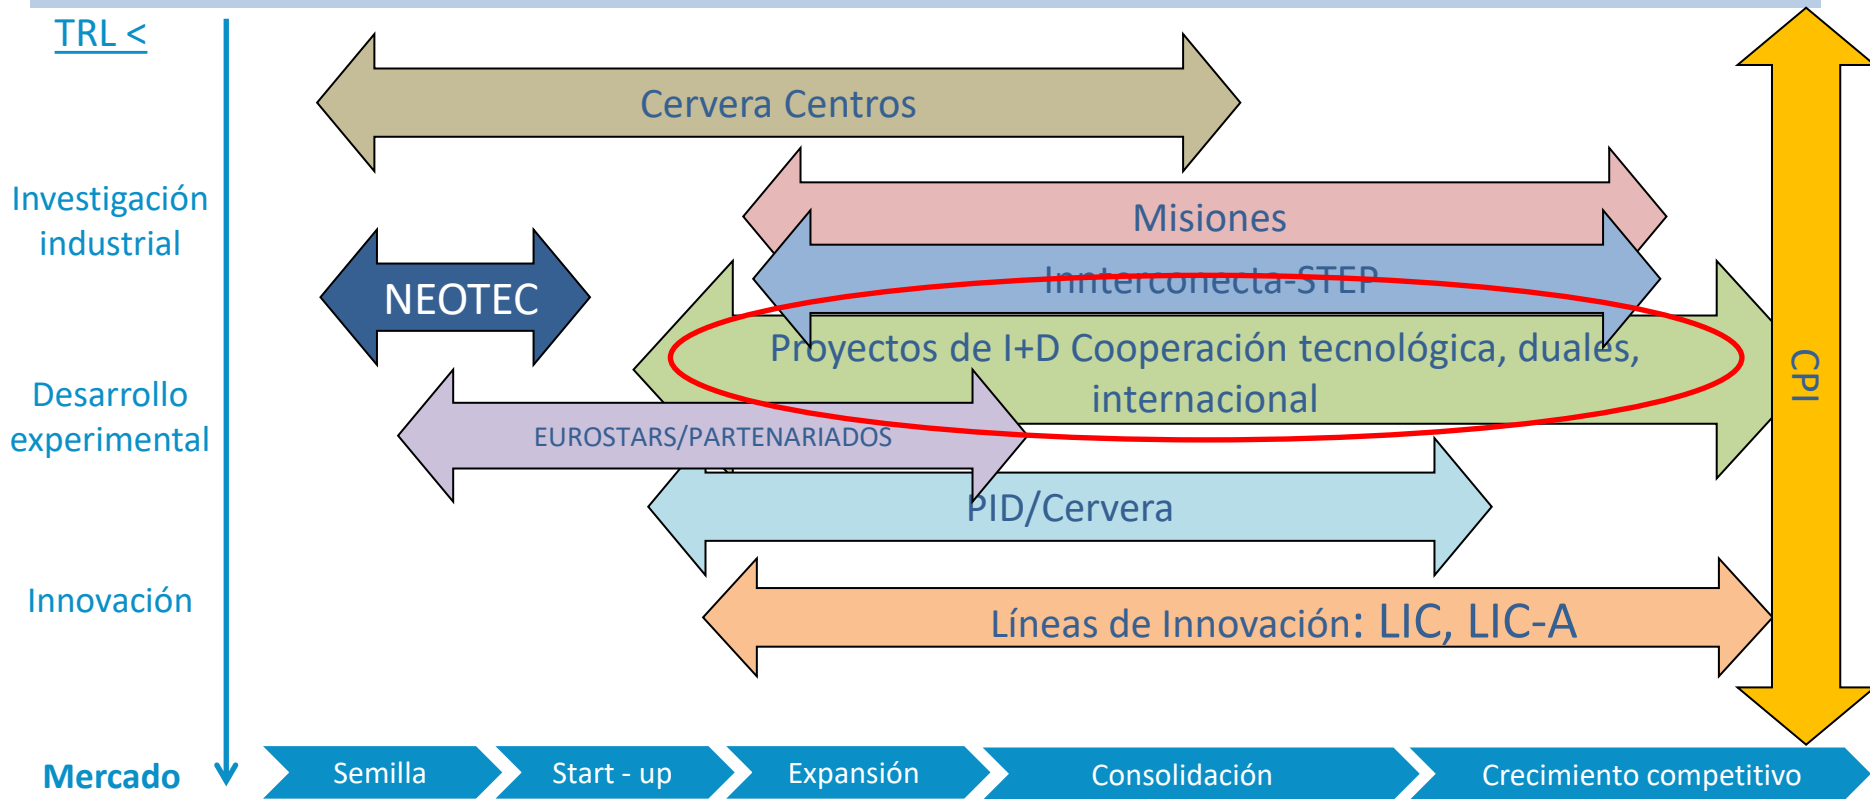 TRL <
Cervera Centros
Investigación
industrial
Misiones
Innterconecta-STEP
NEOTEC
Proyectos de I+D Cooperación tecnológica, duales,
internacional
CPI
Desarrollo
experimental
EUROSTARS/PARTENARIADOS
PID/Cervera
Innovación
Líneas de Innovación: LIC, LIC-A
Mercado
Semilla
Start - up
Expansión
Consolidación
Crecimiento competitivo